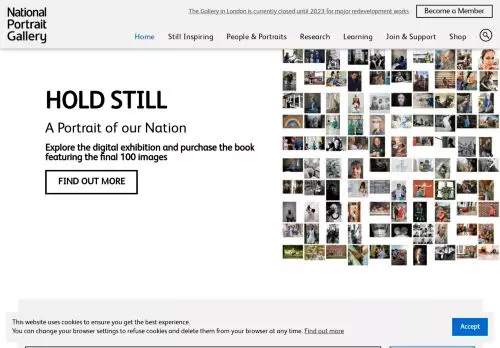 National
Portrait
Gallery
The Gallery in London is currently closed until 2023 for major redevelopment works
Become a Member
Home
Still Inspiring
People & Portraits
Research
Learning
Join & Support
Shop
HOLD STILL
A Portrait of our Nation
Explore the digital exhibition and purchase the book
featuring the final 100 images
FIND OUT MORE
This website uses cookies to ensure you get the best experience.
You can change your browser settings to refuse cookies and delete them from your browser at any time. Find out more
Accept